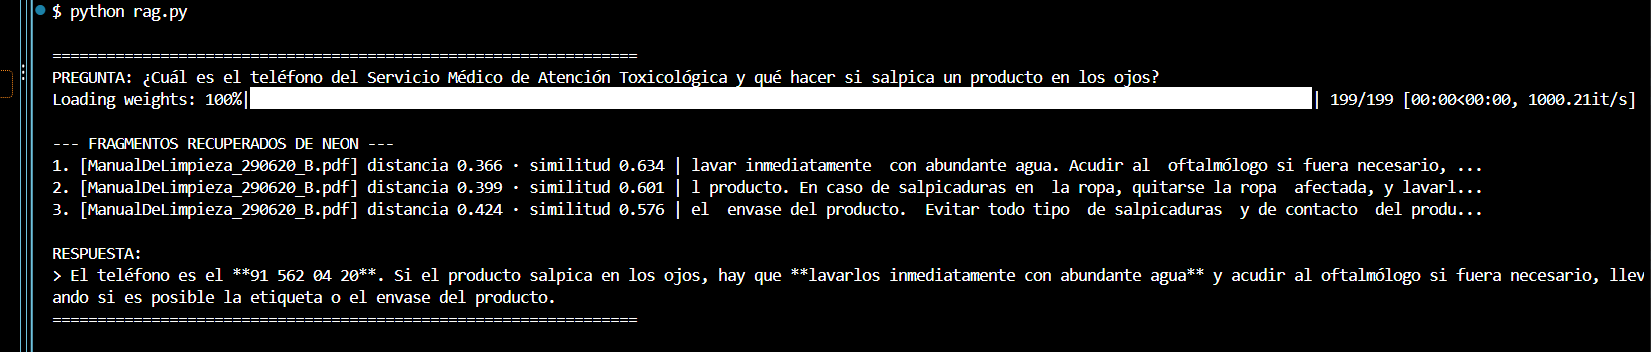 $ python rag.py
=================================================================
PREGUNTA: ¿Cuál es el teléfono del Servicio Médico de Atención Toxicológica y qué hacer si salpica un producto en los ojos?
Loading weights: 100%| | 199/199 [00:00<00:00, 1000.21it/s]
--- FRAGMENTOS RECUPERADOS DE NEON ---
1. [ManualDeLimpieza_290620_B.pdf] distancia 0.366 · similitud 0.634 | lavar inmediatamente  con abundante agua. Acudir al  oftalmólogo si fuera necesario, ...
2. [ManualDeLimpieza_290620_B.pdf] distancia 0.399 · similitud 0.601 | l producto. En caso de salpicaduras en  la ropa, quitarse la ropa  afectada, y lavarl...
3. [ManualDeLimpieza_290620_B.pdf] distancia 0.424 · similitud 0.576 | el  envase del producto.  Evitar todo tipo  de salpicaduras  y de contacto  del produ...
RESPUESTA:
> El teléfono es el **91 562 04 20**. Si el producto salpica en los ojos, hay que **lavarlos inmediatamente con abundante agua** y acudir al oftalmólogo si fuera necesario, llev
ando si es posible la etiqueta o el envase del producto.
=================================================================